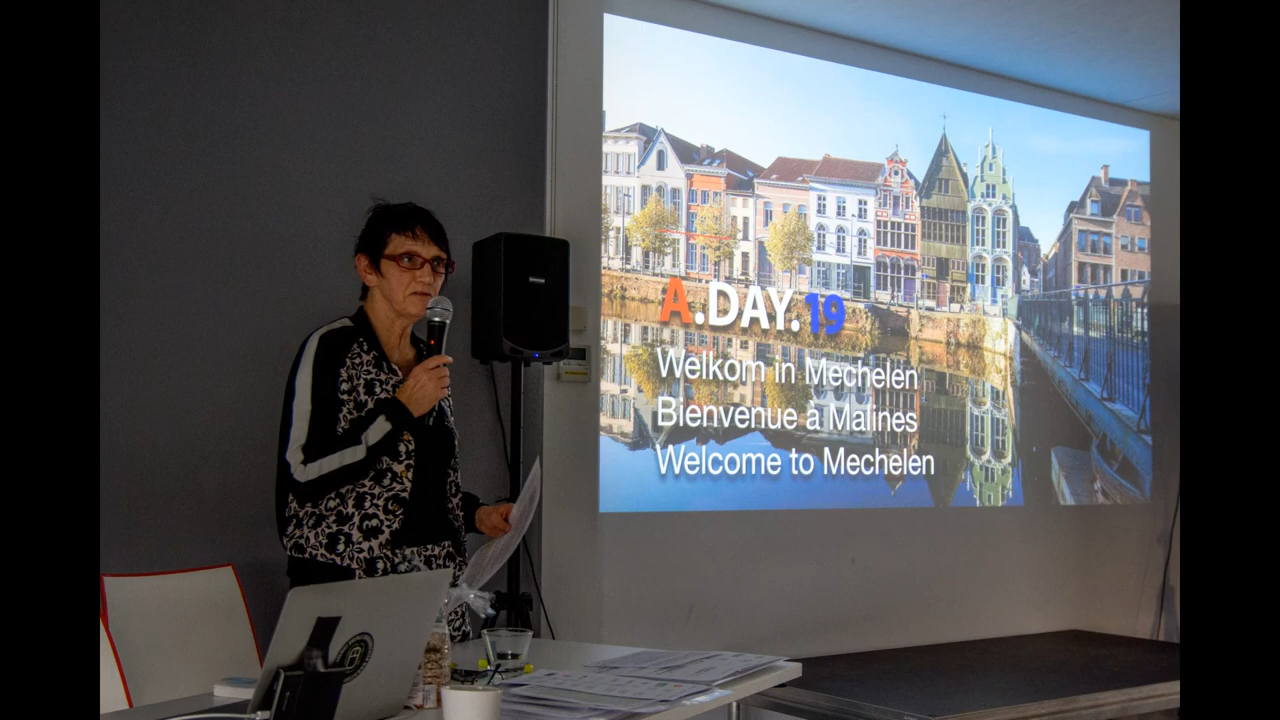 A.DAY.19
Welkom in Mechelen
Bienvenue à Malines
Welcome to Mechelen